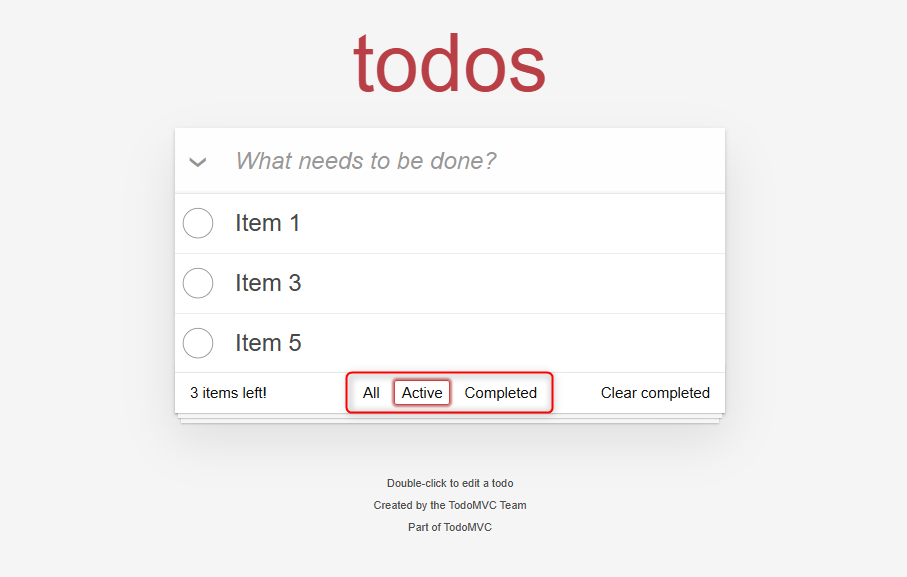 todos
What needs to be done?
Item 1
Item 3
Item 5
3 items left! All Active Completed Clear completed
Double-click to edit a todo
Created by the TodoMVC Team
Part of TodoMVC